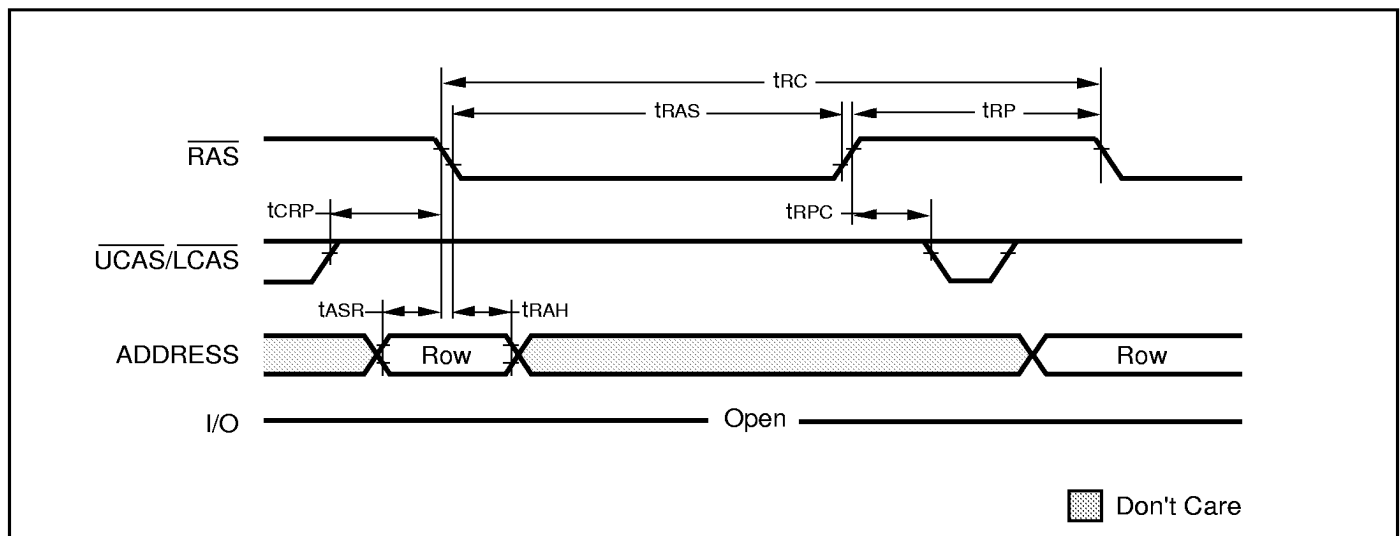 tRC
tRAS
tRP
RAS
tCRP
tRPC
UCAS/LCAS
tASR
tRAH
ADDRESS
Row
Row
I/O
Open
Don't Care